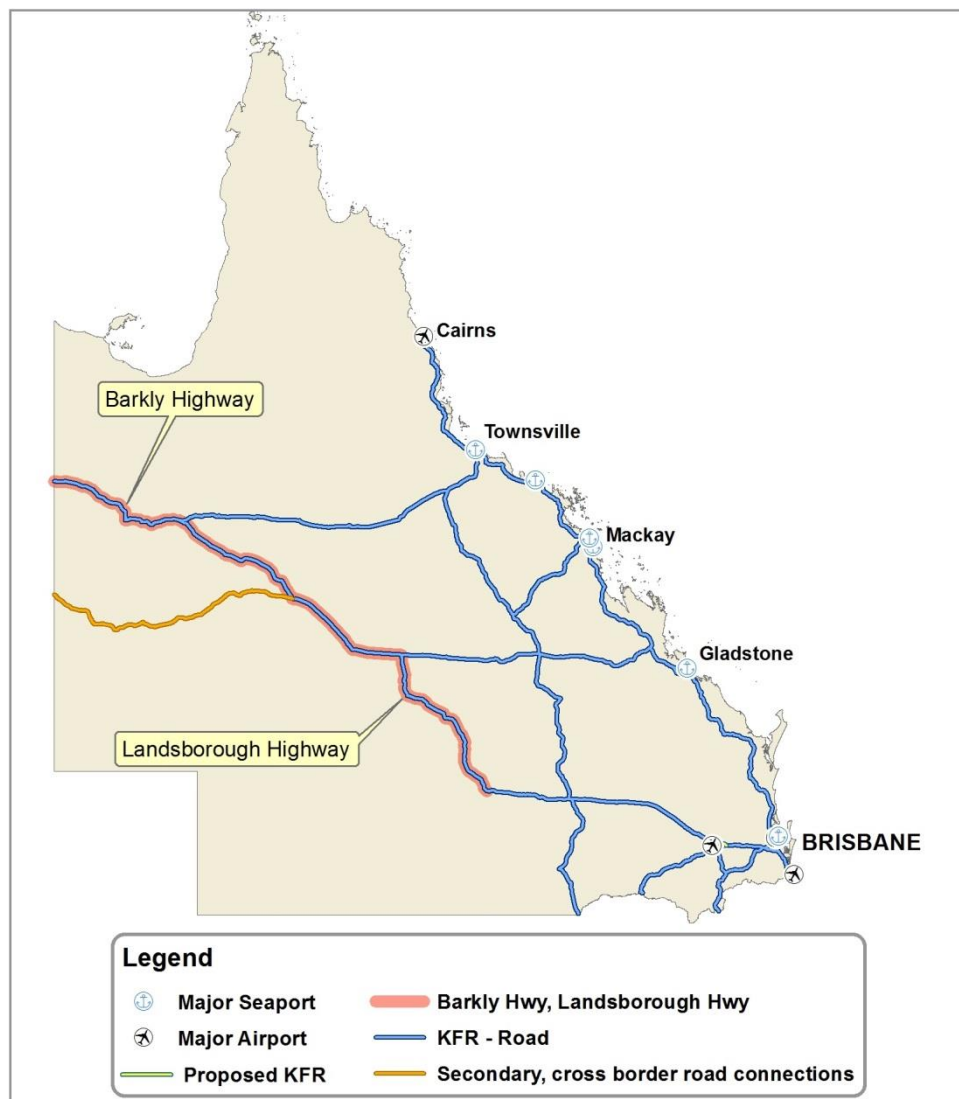 Cairns
Barkly Highway
Townsville
Mackay
Gladstone
Landsborough Highway
BRISBANE
Legend
Major Seaport
Barkly Hwy, Landsborough Hwy
Major Airport
KFR - Road
Proposed KFR
Secondary, cross border road connections